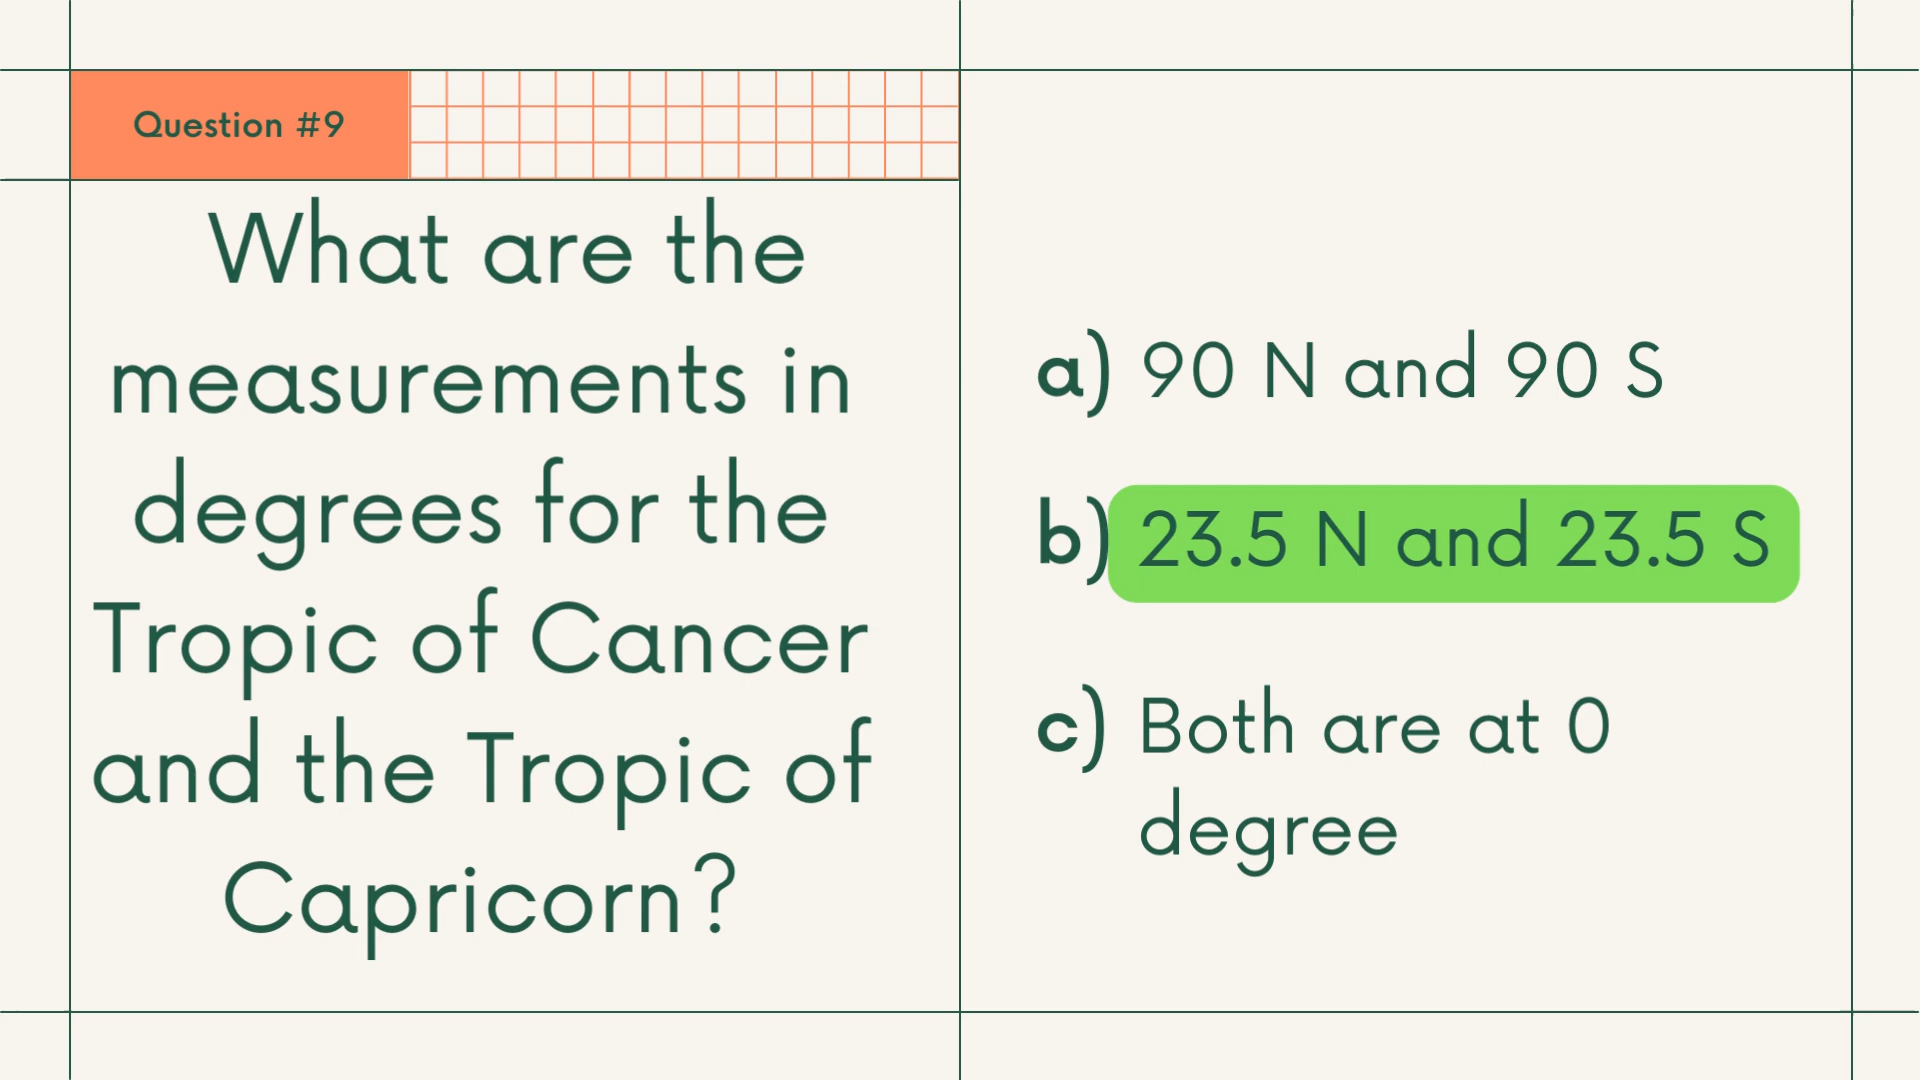 Question #9
What are the
measurements in
degrees for the
Tropic of Cancer
and the Tropic of
Capricorn?
a) 90 N and 90 S
b) 23.5 N and 23.5 S
c) Both are at 0
degree